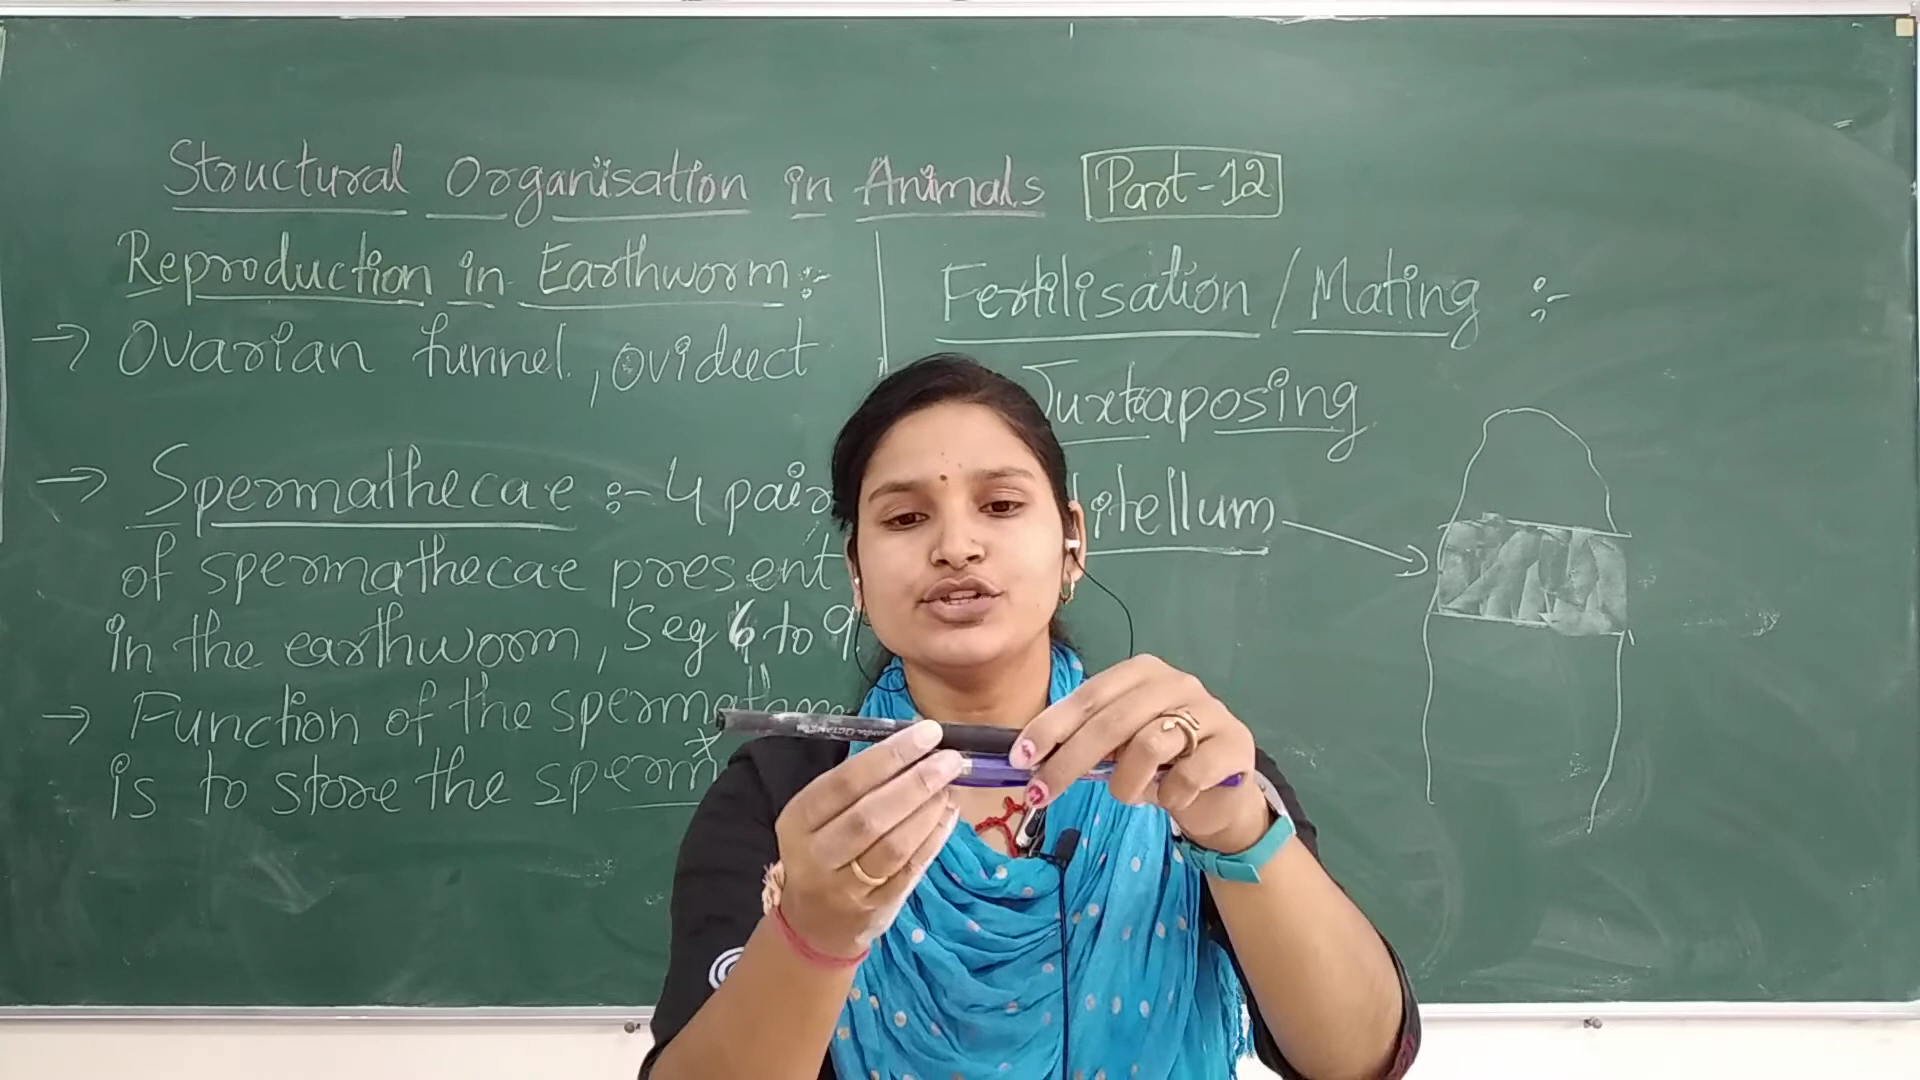 Structural Organisation in Animals Part-12
Reproduction in Earthworm :-
→ Ovarian funnel, oviduct
→ Spermathecae :- 4 pair
of spermathecae present
in the earthworm, Seg 6 to 9
→ Function of the
is to store the sperm
Fertilisation / Mating :-
Juxtaposing